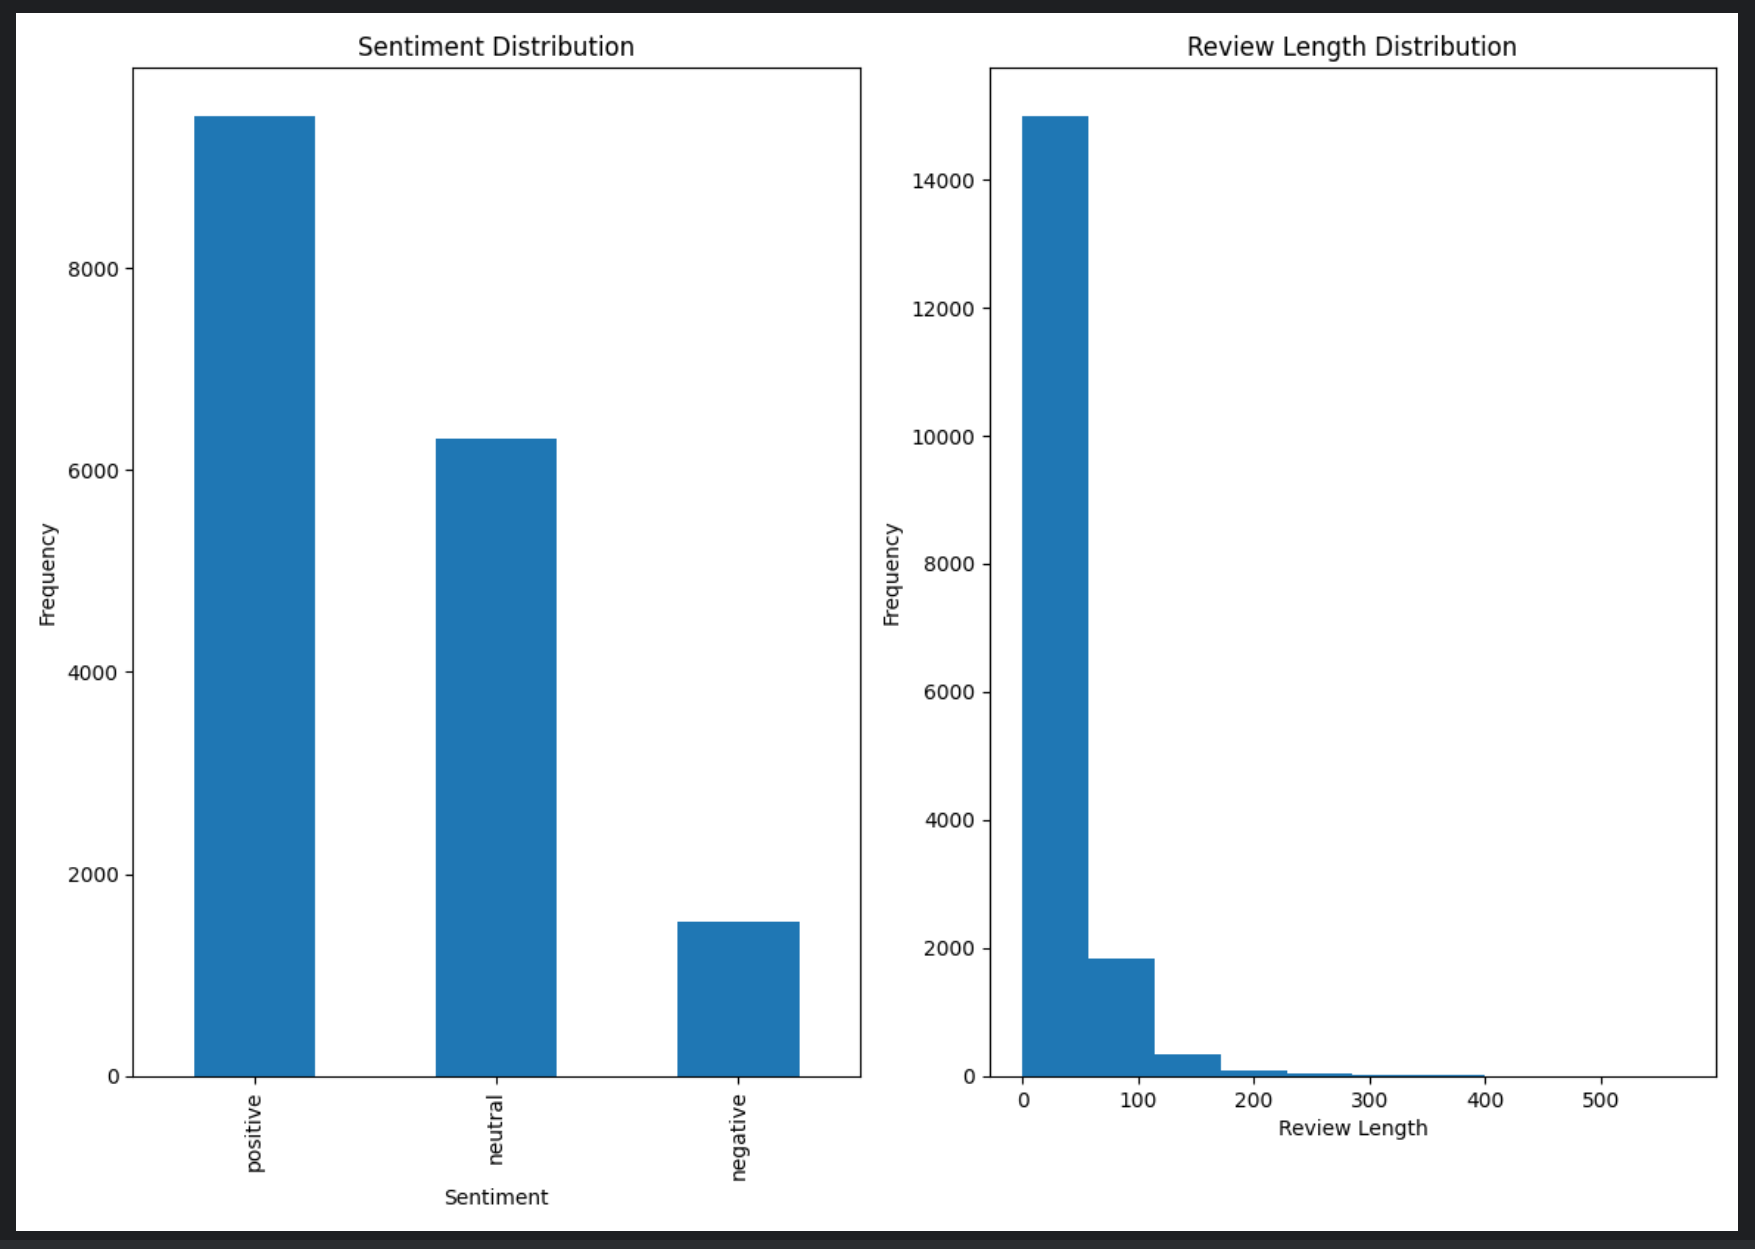 Sentiment Distribution
8000
6000
4000
2000
0
Frequency
positive
neutral
negative
Sentiment
Review Length Distribution
14000
12000
10000
8000
6000
4000
2000
0
Frequency
0 100 200 300 400 500
Review Length